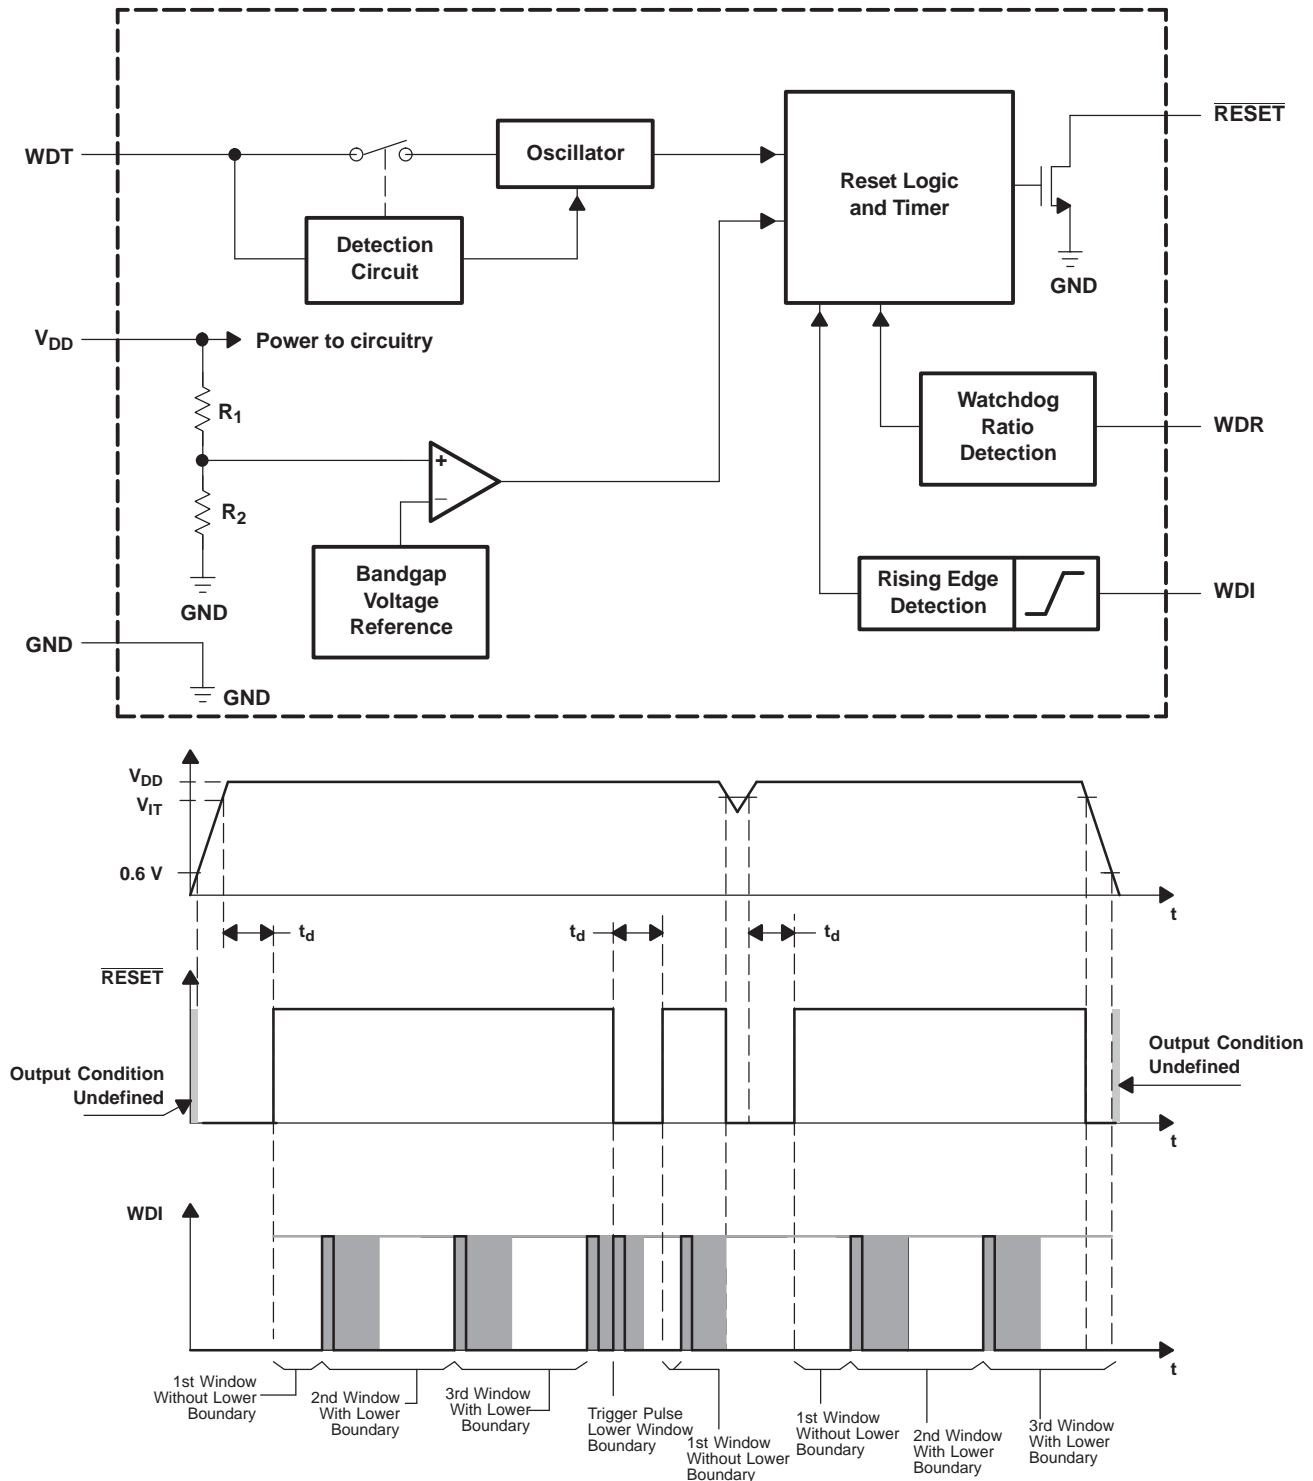 RESET
WDT
Oscillator
Reset Logic
and Timer
Detection
Circuit
GND
VDD
Power to circuitry
R1
Watchdog
Ratio
Detection
WDR
+
−
R2
Bandgap
Voltage
Reference
Rising Edge
Detection
WDI
GND
GND
GND
VDD
VIT
0.6 V
t
td
td
td
RESET
Output Condition
Undefined
Output Condition
Undefined
t
WDI
t
1st Window
Without Lower
Boundary
2nd Window
With Lower
Boundary
3rd Window
With Lower
Boundary
Trigger Pulse
Lower Window
Boundary
1st Window
Without Lower
Boundary
1st Window
Without Lower
Boundary
2nd Window
With Lower
Boundary
3rd Window
With Lower
Boundary